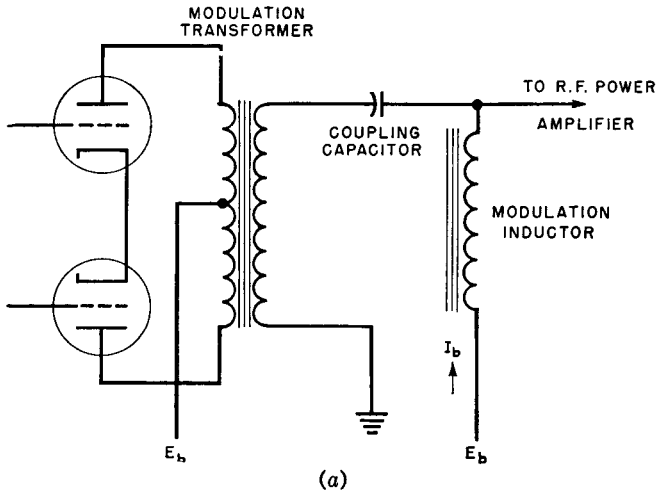 MODULATION
TRANSFORMER
TO R.F. POWER
AMPLIFIER
COUPLING
CAPACITOR
MODULATION
INDUCTOR
Ib
Eb
Eb
(a)